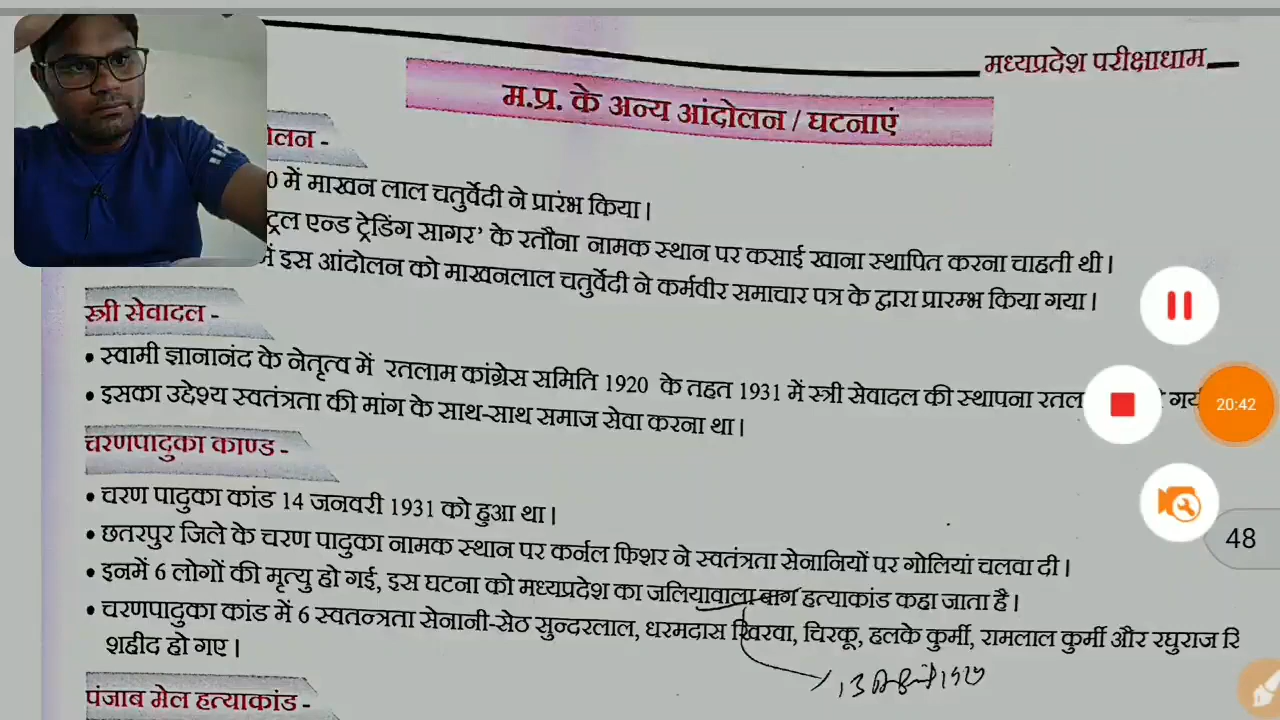 मध्यप्रदेश परीक्षाधाम
म.प्र. के अन्य आंदोलन / घटनाएं
ोलन -
0 में माखन लाल चतुर्वेदी ने प्रारंभ किया।
ट्रल एन्ड ट्रेडिंग सागर’ के रतौना नामक स्थान पर कसाई खाना स्थापित करना चाहती थी।
में इस आंदोलन को माखनलाल चतुर्वेदी ने कर्मवीर समाचार पत्र के द्वारा प्रारम्भ किया गया।
स्त्री सेवादल -
• स्वामी ज्ञानानंद के नेतृत्व में रतलाम कांग्रेस समिति 1920 के तहत 1931 में स्त्री सेवादल की स्थापना रतल
20:42
• इसका उद्देश्य स्वतंत्रता की मांग के साथ-साथ समाज सेवा करना था।
चरणपादुका काण्ड -
• चरण पादुका कांड 14 जनवरी 1931 को हुआ था।
48
• छतरपुर जिले के चरण पादुका नामक स्थान पर कर्नल फिशर ने स्वतंत्रता सेनानियों पर गोलियां चलवा दी।
• इनमें 6 लोगों की मृत्यु हो गई, इस घटना को मध्यप्रदेश का जलियावाला बाग हत्याकांड कहा जाता है।
• चरणपादुका कांड में 6 स्वतन्त्रता सेनानी-सेठ सुन्दरलाल, धरमदास खिरवा, चिरकू, हलके कुर्मी, रामलाल कुर्मी और रघुराज
शहीद हो गए।
13
पंजाब मेल हत्याकांड -